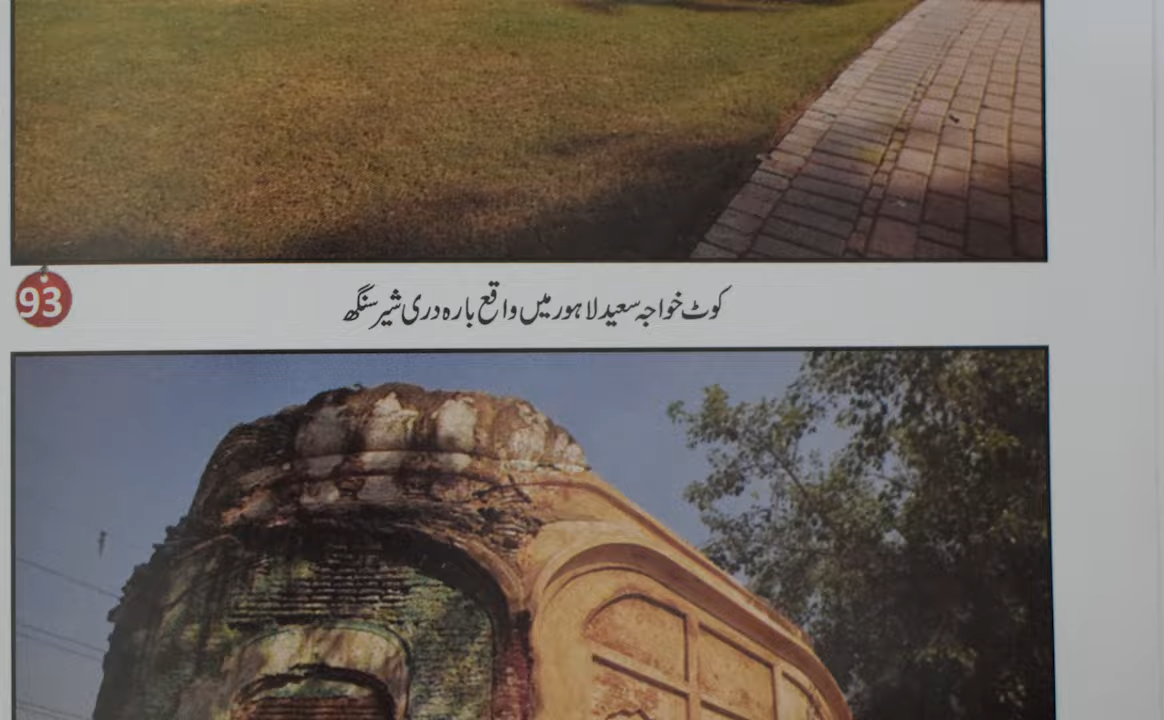 کوٹ خواجہ سعید لاہور میں واقع بارہ دری شیر سنگھ
93